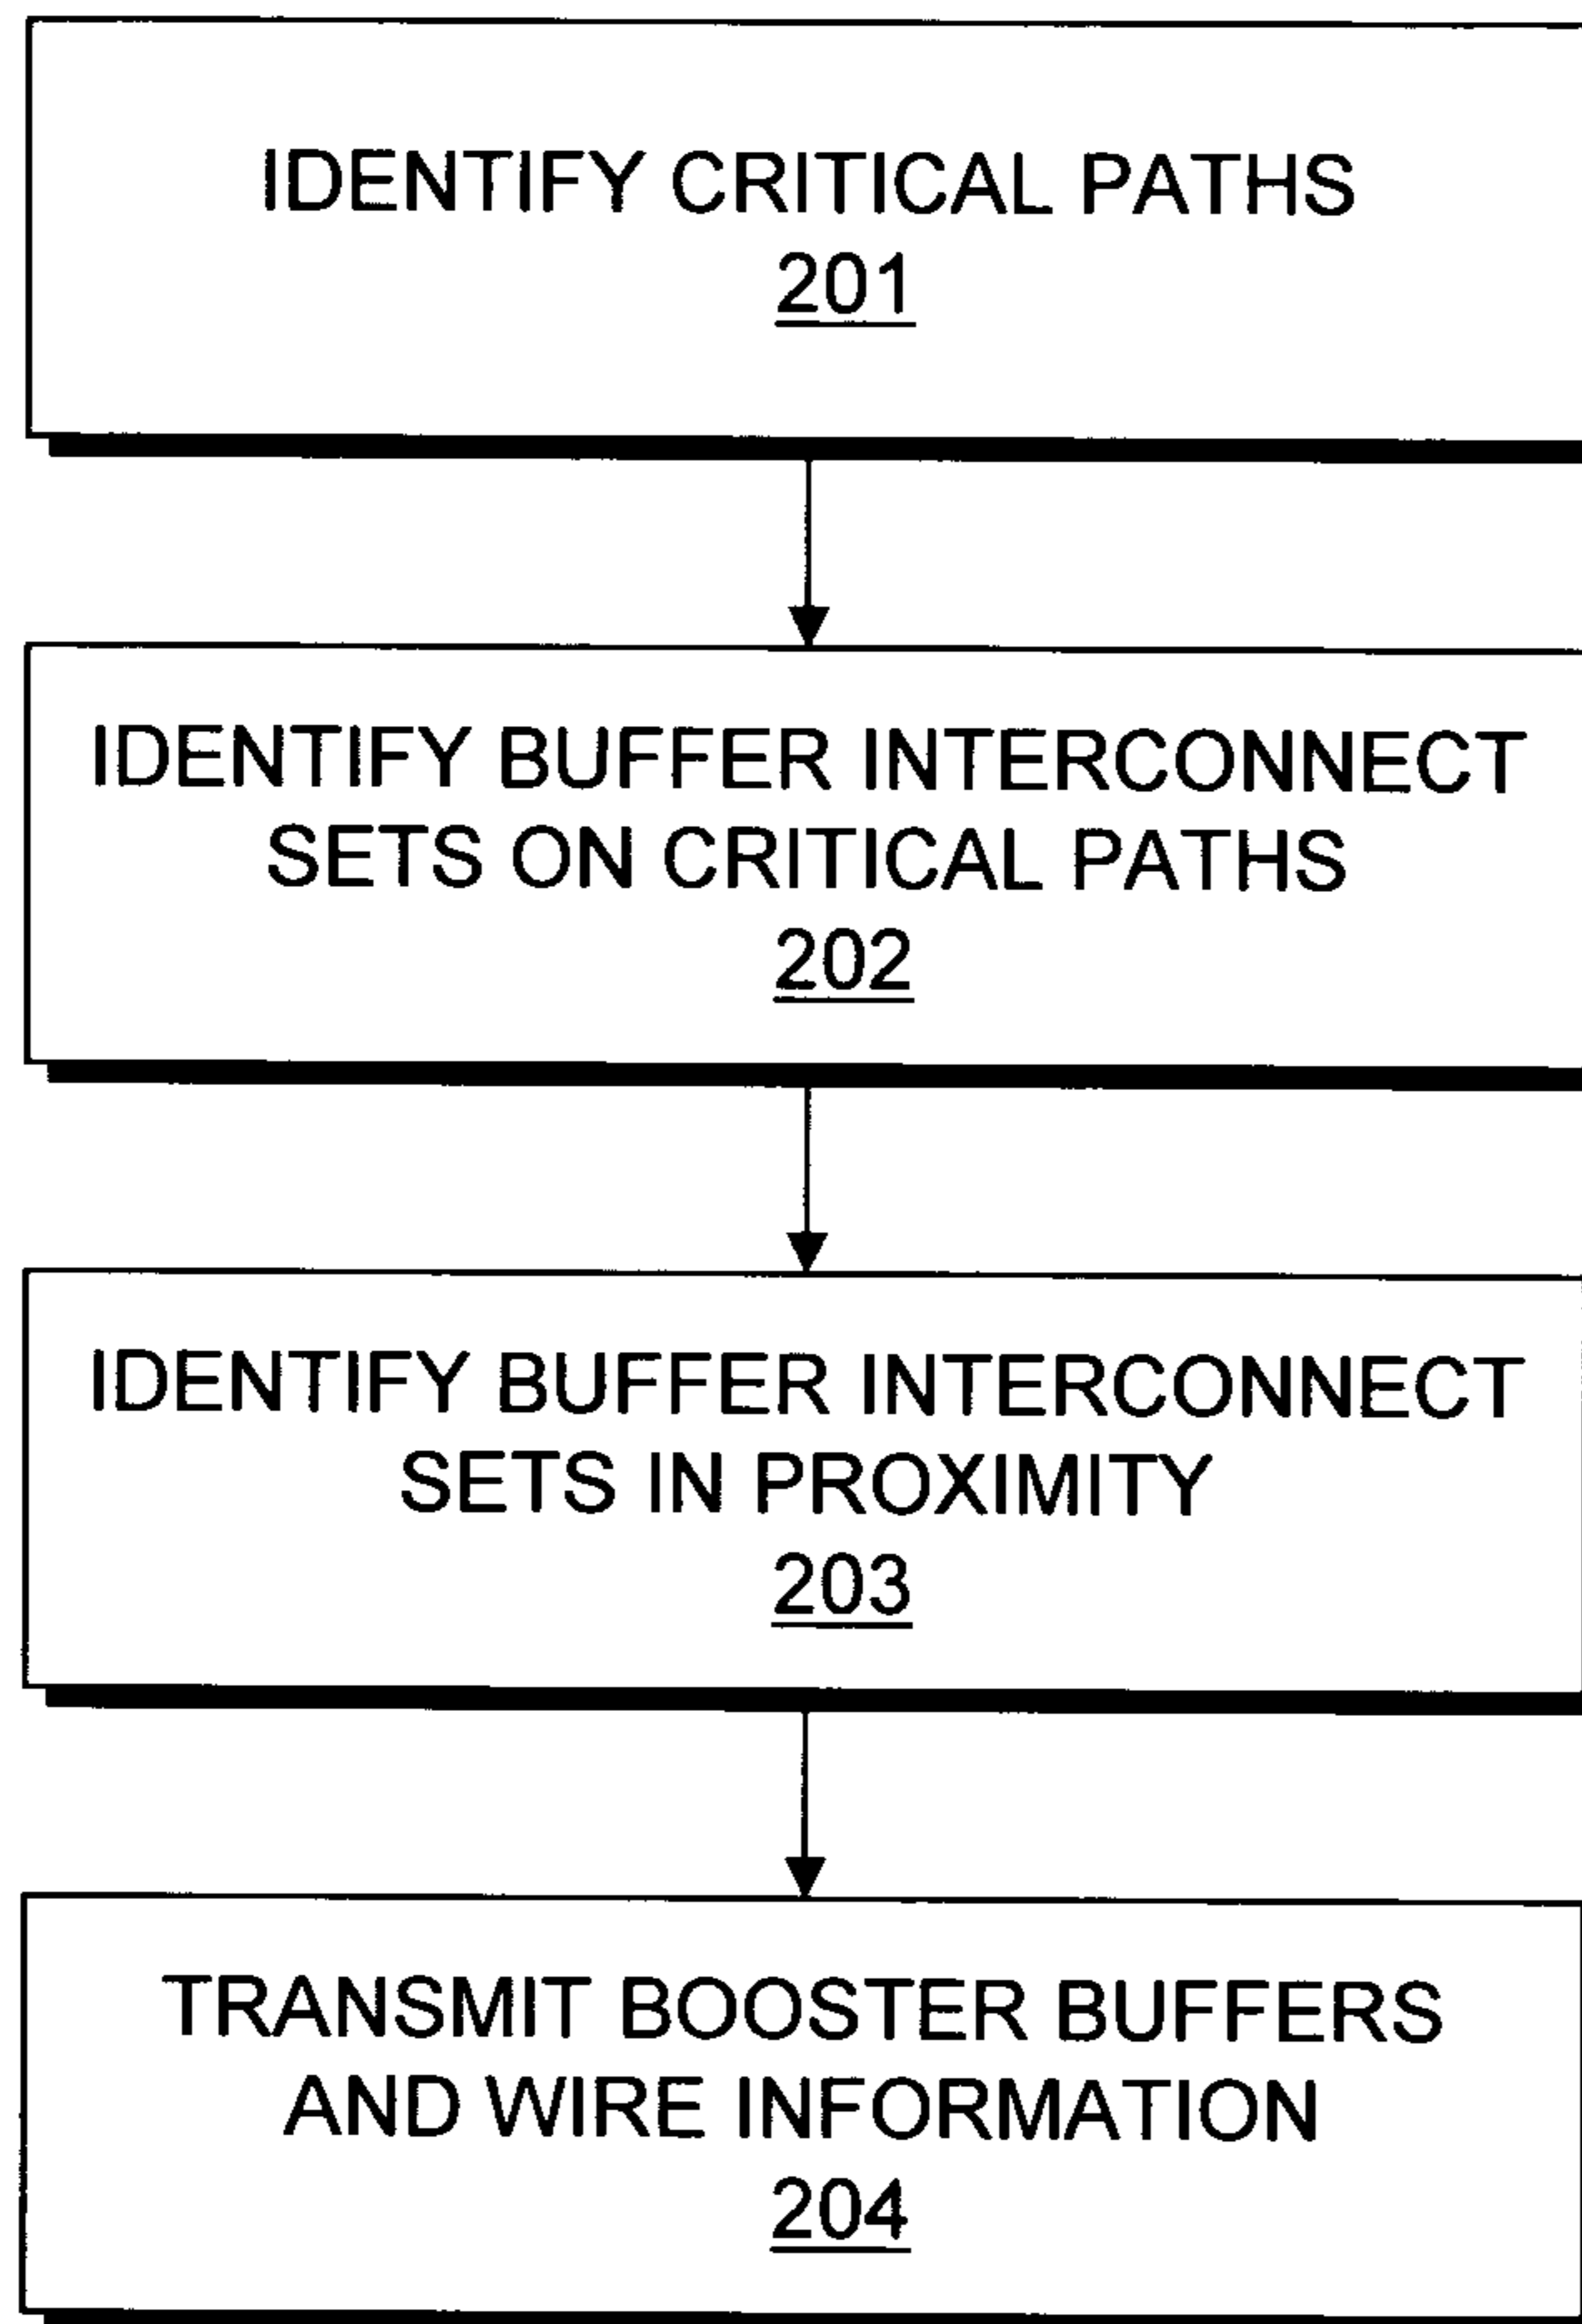 IDENTIFY CRITICAL PATHS
201
IDENTIFY BUFFER INTERCONNECT
SETS ON CRITICAL PATHS
202
IDENTIFY BUFFER INTERCONNECT
SETS IN PROXIMITY
203
TRANSMIT BOOSTER BUFFERS
AND WIRE INFORMATION
204